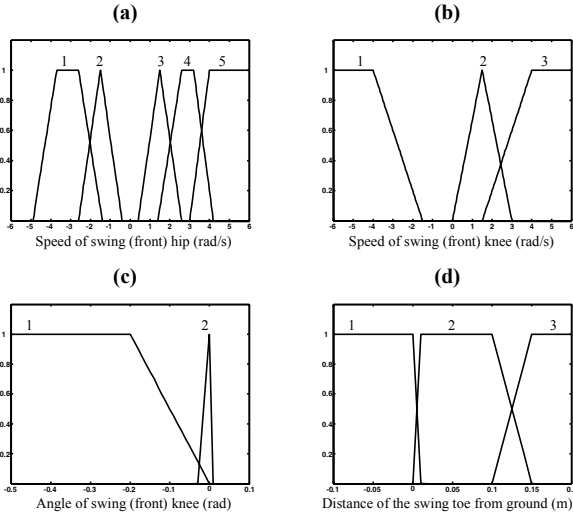 (a)
(b)
1 2 3 4 5
1 2 3
1
0.8
0.6
0.4
0.2
-6 -5 -4 -3 -2 -1 0 1 2 3 4 5 6
Speed of swing (front) hip (rad/s)
1
0.8
0.6
0.4
0.2
-6 -5 -4 -3 -2 -1 0 1 2 3 4 5 6
Speed of swing (front) knee (rad/s)
(c)
(d)
1 2
1 2 3
1
0.8
0.6
0.4
0.2
-0.5 -0.4 -0.3 -0.2 -0.1 0 0.1
Angle of swing (front) knee (rad)
1
0.8
0.6
0.4
0.2
-0.1 -0.05 0 0.05 0.1 0.15 0.2
Distance of the swing toe from ground (m)